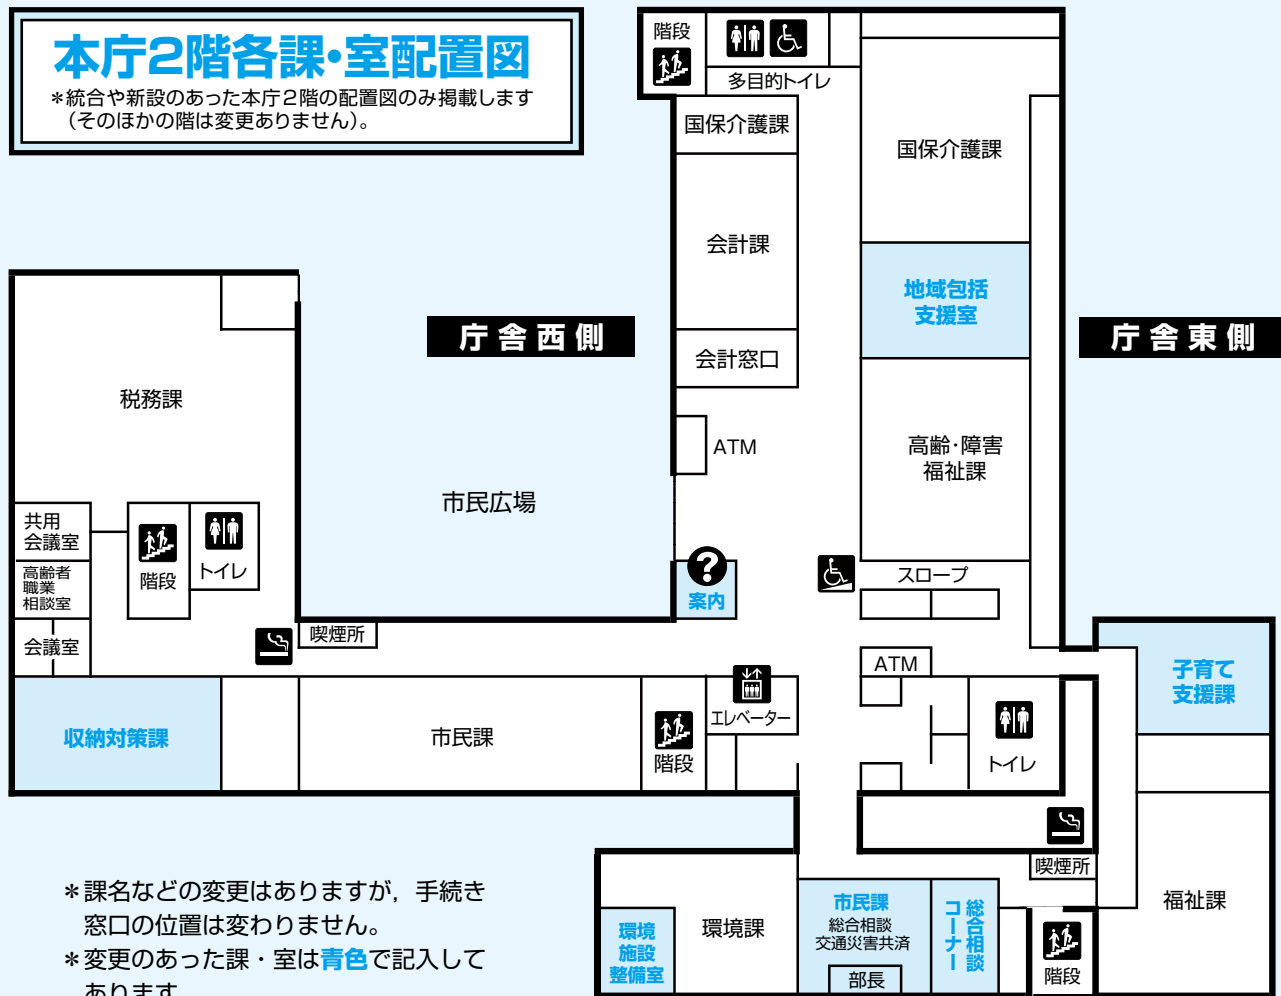 本庁2階各課・室配置図
＊統合や新設のあった本庁2階の配置図のみ掲載します
（そのほかの階は変更ありません）。
階段
多目的トイレ
国保介護課
国保介護課
会計課
地域包括
支援室
庁舎西側
庁舎東側
会計窓口
税務課
ATM
高齢・障害
福祉課
市民広場
共用
会議室
高齢者
職業
相談室
会議室
階段
トイレ
?
案内
スロープ
喫煙所
ATM
子育て
支援課
収納対策課
市民課
階段
エレベーター
トイレ
喫煙所
福祉課
環境
施設
整備室
環境課
市民課
総合相談
交通災害共済
部長
総合相談
コーナー
階段
＊課名などの変更はありますが，手続き
窓口の位置は変わりません。
＊変更のあった課・室は青色で記入して
あります